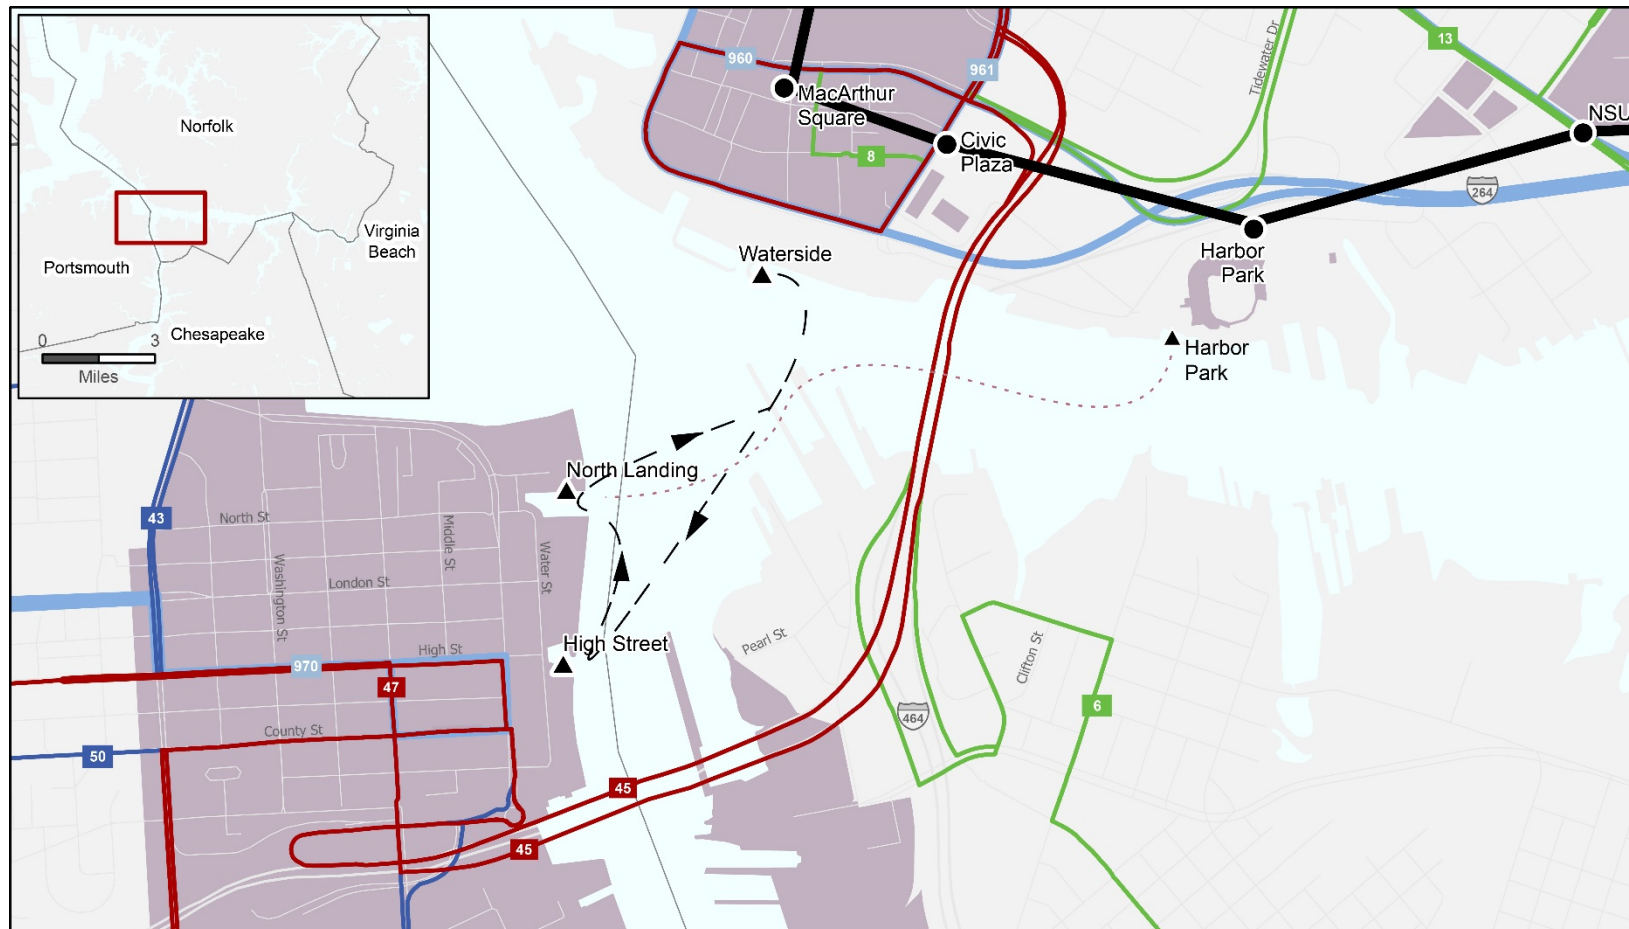 Norfolk
Virginia
Beach
Portsmouth
Chesapeake
0
3
Miles
960
961
13
MacArthur
Square
Civic
Plaza
8
Tidewater Dr
NSU
264
Harbor
Park
Waterside
Harbor
Park
North Landing
43
North St
Middle St
Water St
Washington St
London St
High Street
High St
970
47
County St
50
45
45
Pearl St
464
Clifton St
6